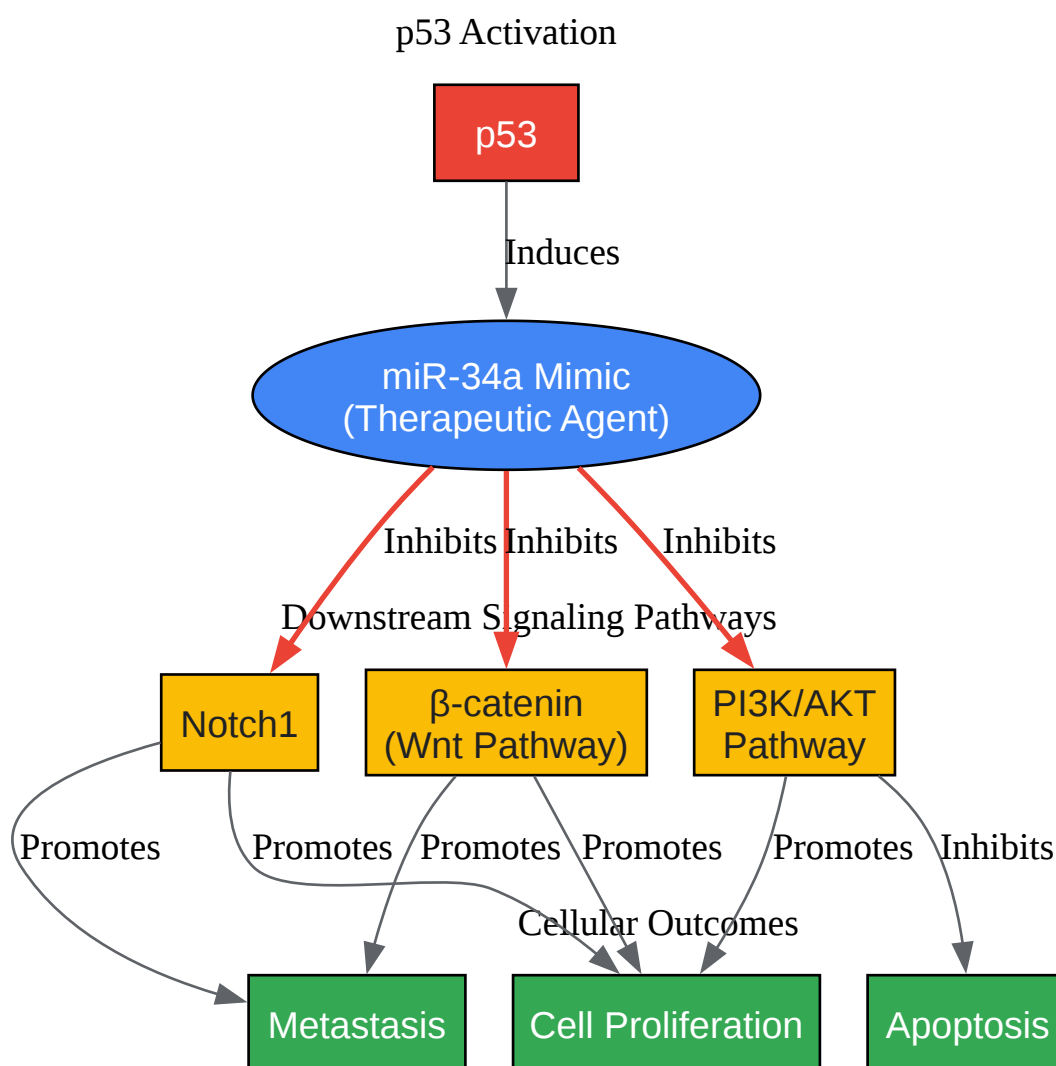 p53 Activation
p53
Induces
miR-34a Mimic
(Therapeutic Agent)
Inhibits Inhibits Inhibits
Downstream Signaling Pathways
Notch1
β-catenin
(Wnt Pathway)
PI3K/AKT
Pathway
Promotes Promotes Promotes Promotes Promotes Inhibits
Cellular Outcomes
Metastasis
Cell Proliferation
Apoptosis